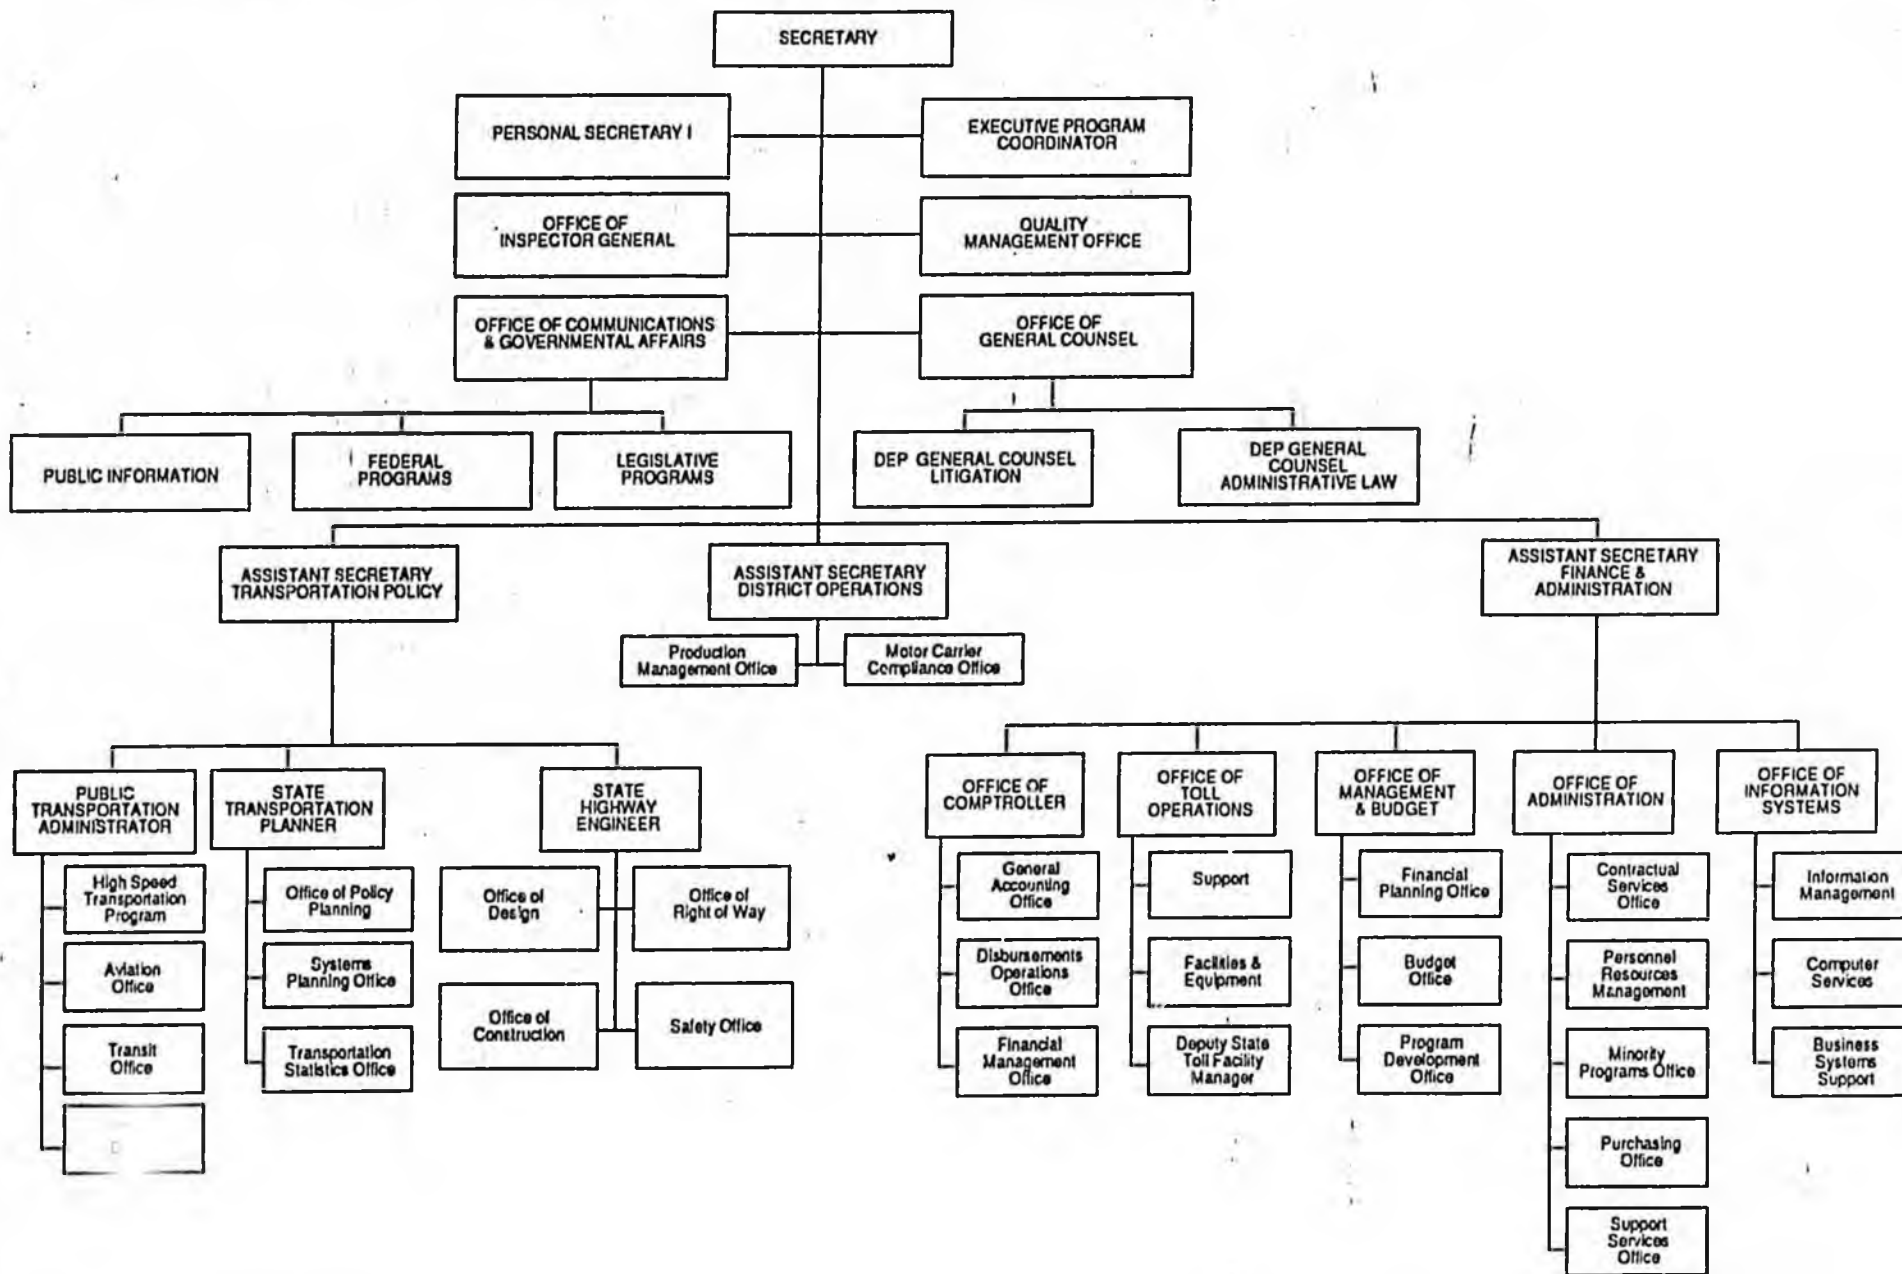 SECRETARY
PERSONAL SECRETARY I
EXECUTIVE PROGRAM
COORDINATOR
OFFICE OF
INSPECTOR GENERAL
QUALITY
MANAGEMENT OFFICE
OFFICE OF COMMUNICATIONS
& GOVERNMENTAL AFFAIRS
OFFICE OF
GENERAL COUNSEL
PUBLIC INFORMATION
FEDERAL
PROGRAMS
LEGISLATIVE
PROGRAMS
DEP GENERAL COUNSEL
LITIGATION
DEP GENERAL
COUNSEL
ADMINISTRATIVE LAW
ASSISTANT SECRETARY
TRANSPORTATION POLICY
ASSISTANT SECRETARY
DISTRICT OPERATIONS
ASSISTANT SECRETARY
FINANCE &
ADMINISTRATION
Production
Management Office
Motor Carrier
Compliance Office
PUBLIC
TRANSPORTATION
ADMINISTRATOR
STATE
TRANSPORTATION
PLANNER
STATE
HIGHWAY
ENGINEER
OFFICE OF
COMPTROLLER
OFFICE OF
TOLL
OPERATIONS
OFFICE OF
MANAGEMENT
& BUDGET
OFFICE OF
ADMINISTRATION
OFFICE OF
INFORMATION
SYSTEMS
High Speed
Transportation
Program
Aviation
Office
Transit
Office
Office of Policy
Planning
Systems
Planning Office
Transportation
Statistics Office
Office of
Design
Office of
Right of Way
Office of
Construction
Safety Office
General
Accounting
Office
Disbursements
Operations
Office
Financial
Management
Office
Support
Facilities &
Equipment
Deputy State
Toll Facility
Manager
Financial
Planning Office
Budget
Office
Program
Development
Office
Contractual
Services
Office
Personnel
Resources
Management
Minority
Programs Office
Purchasing
Office
Support
Services
Office
Information
Management
Computer
Services
Business
Systems
Support